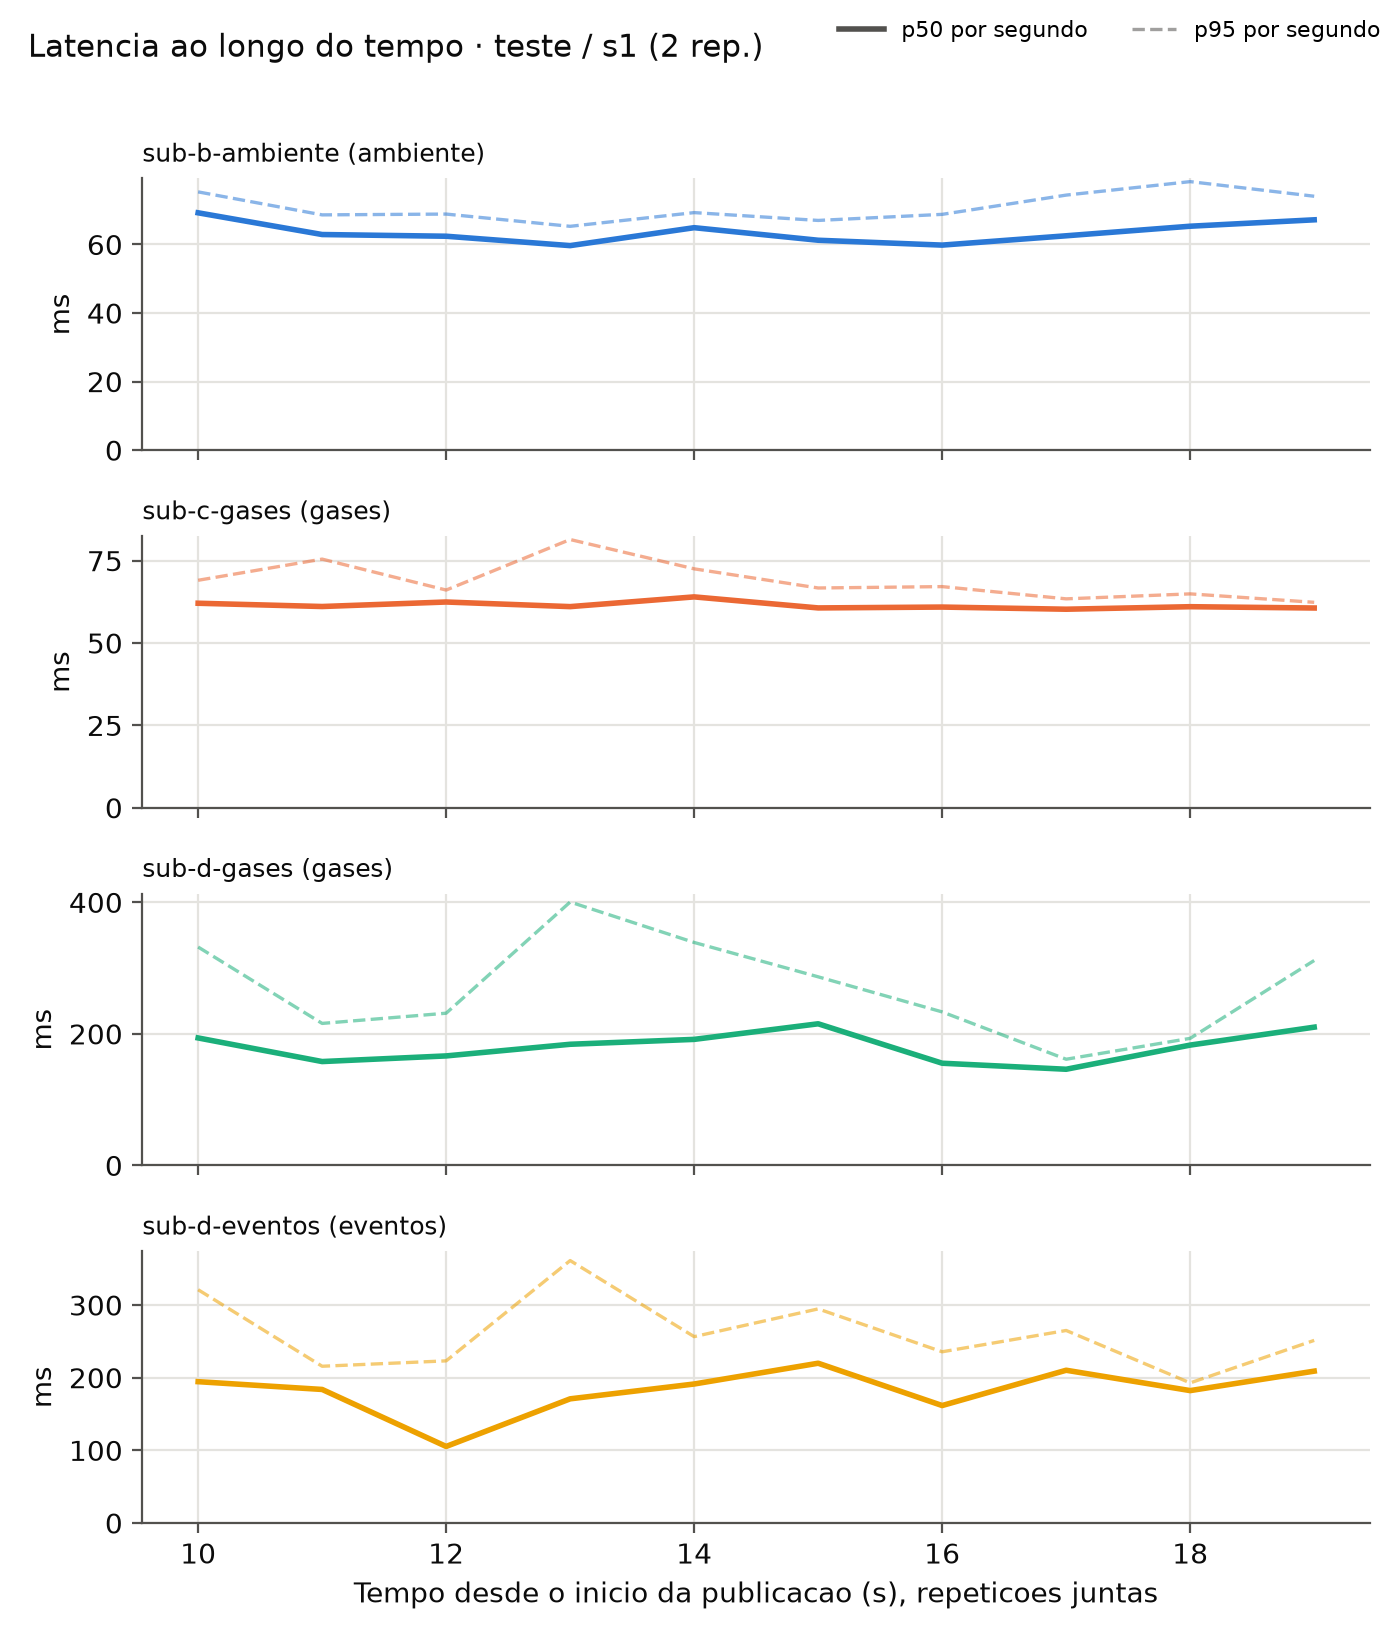 Latencia ao longo do tempo · teste / s1 (2 rep.)
p50 por segundo
p95 por segundo
sub-b-ambiente (ambiente)
60
40
20
0
ms
sub-c-gases (gases)
75
50
25
0
ms
sub-d-gases (gases)
400
200
0
ms
sub-d-eventos (eventos)
300
200
100
0
ms
10 12 14 16 18
Tempo desde o inicio da publicacao (s), repeticoes juntas